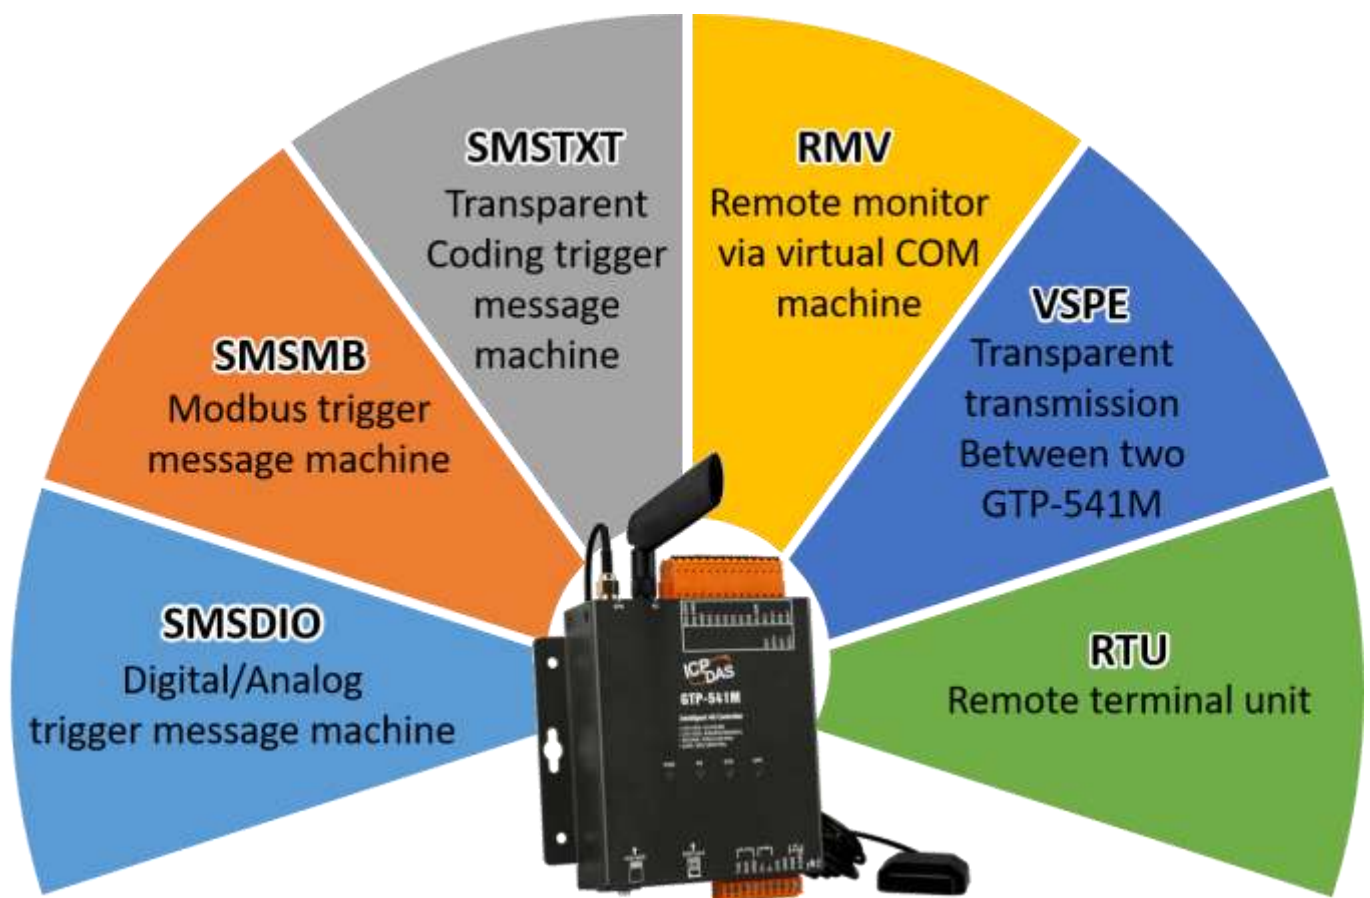 SMSTXT
Transparent
Coding trigger
message
machine
RMV
Remote monitor
via virtual COM
machine
SMSMB
Modbus trigger
message machine
VSPE
Transparent
transmission
Between two
GTP-541M
SMSDIO
Digital/Analog
trigger message machine
RTU
Remote terminal unit
ICP
DAS
GTP-541M